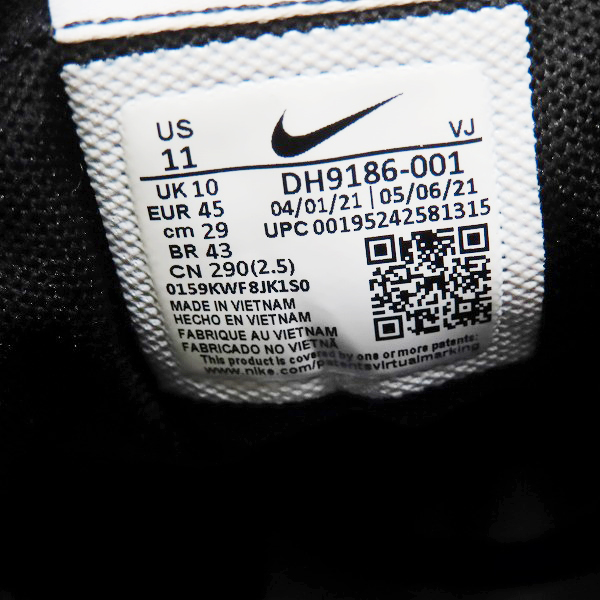 US VJ
11
UK 10 DH9186-001
EUR 45 04/01/21 | 05/06/21
cm 29 UPC 00195242581315
BR 43
CN 290(2.5)
0159KWF8JK1S0
MADE IN VIETNAM
HECHO EN VIETNAM
FABRIQUE AU VIETNAM
FABRICADO NO VIETNÃ
This product is covered by one or more patents:
www.nike.com/patentsvirtualmarking